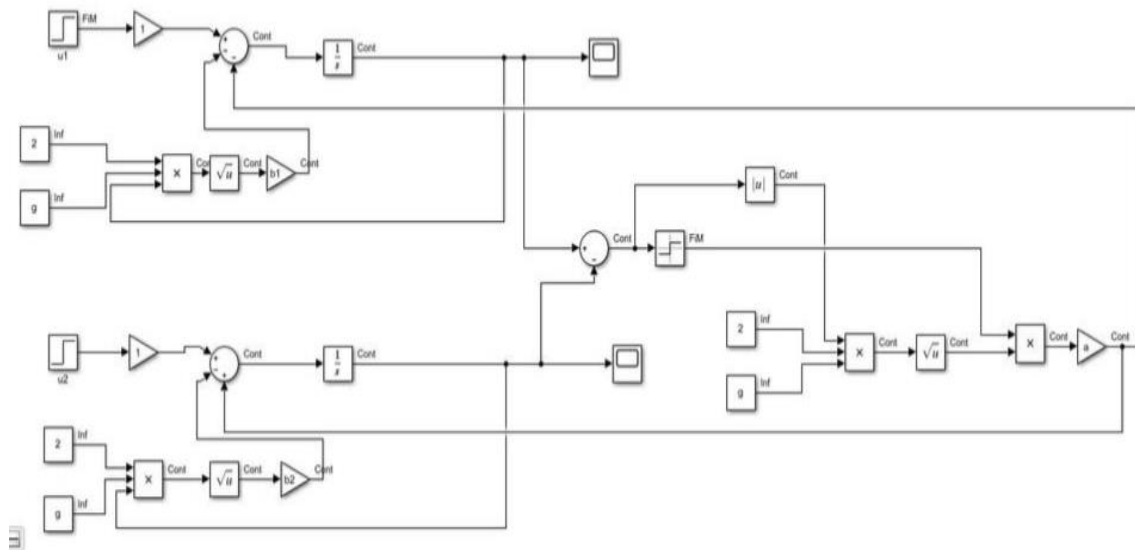 FiM
1
u1
+
-
-
Cont
1
s
Cont
2
Inf
g
Inf
×
Cont
√u
Cont
b1
Cont
|u|
Cont
+
-
Cont
FiM
2
Inf
g
Inf
×
Cont
√u
Cont
×
Cont
a
Cont
u2
1
+
-
+
Cont
1
s
Cont
2
Inf
g
Inf
×
Cont
√u
Cont
b2
Cont